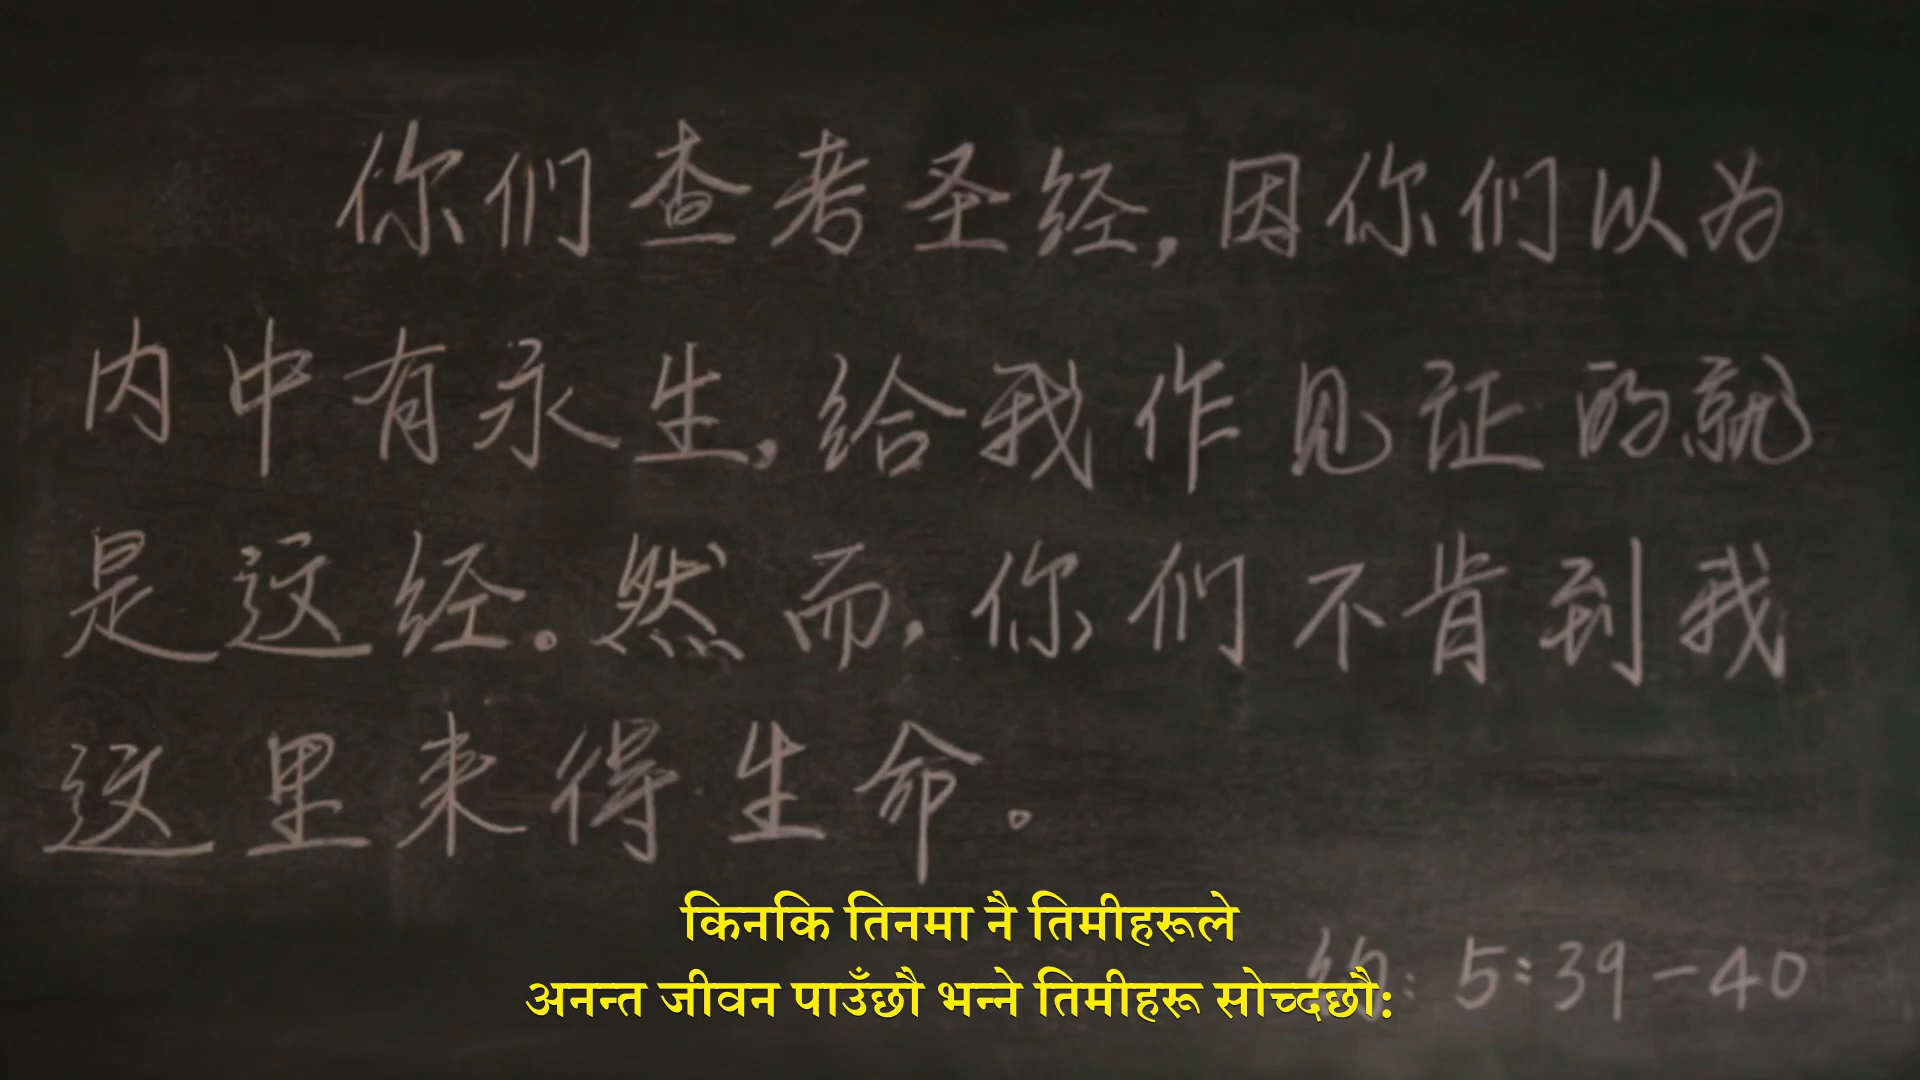 你们查考圣经,因你们以为
内中有永生,给我作见证的就
是这经。然而,你们不肯到我
这里来得生命。
约: 5:39-40
किनकि तिनमा नै तिमीहरूले
अनन्त जीवन पाउँछौ भन्ने तिमीहरू सोच्दछौ: